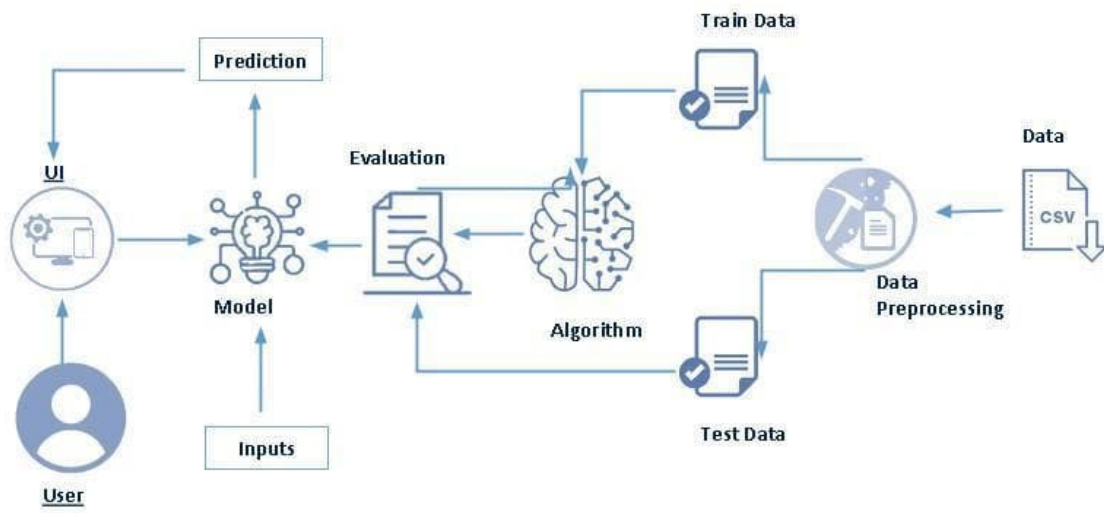 Train Data
Prediction
Data
Evaluation
UI
CSV
Data
Preprocessing
Model
Algorithm
Test Data
Inputs
User